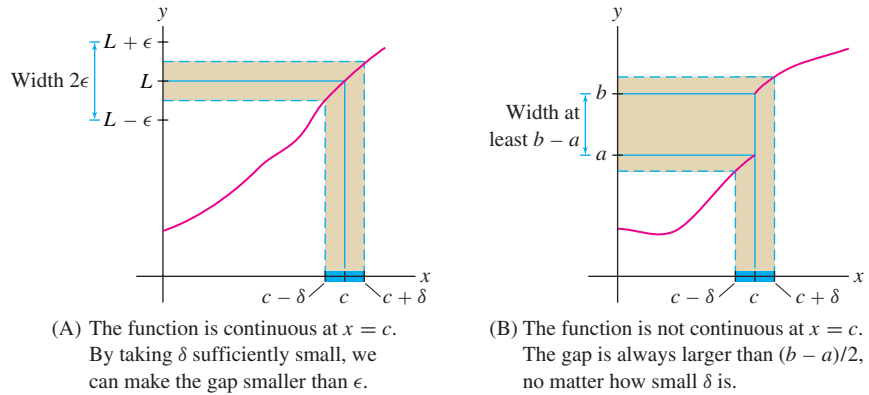 y
L + ϵ
Width 2ϵ
L
L − ϵ
x
c − δ
c
c + δ
(A) The function is continuous at x = c.
By taking δ sufficiently small, we
can make the gap smaller than ϵ.
y
b
Width at
least b − a
a
x
c − δ
c
c + δ
(B) The function is not continuous at x = c.
The gap is always larger than (b − a)/2,
no matter how small δ is.